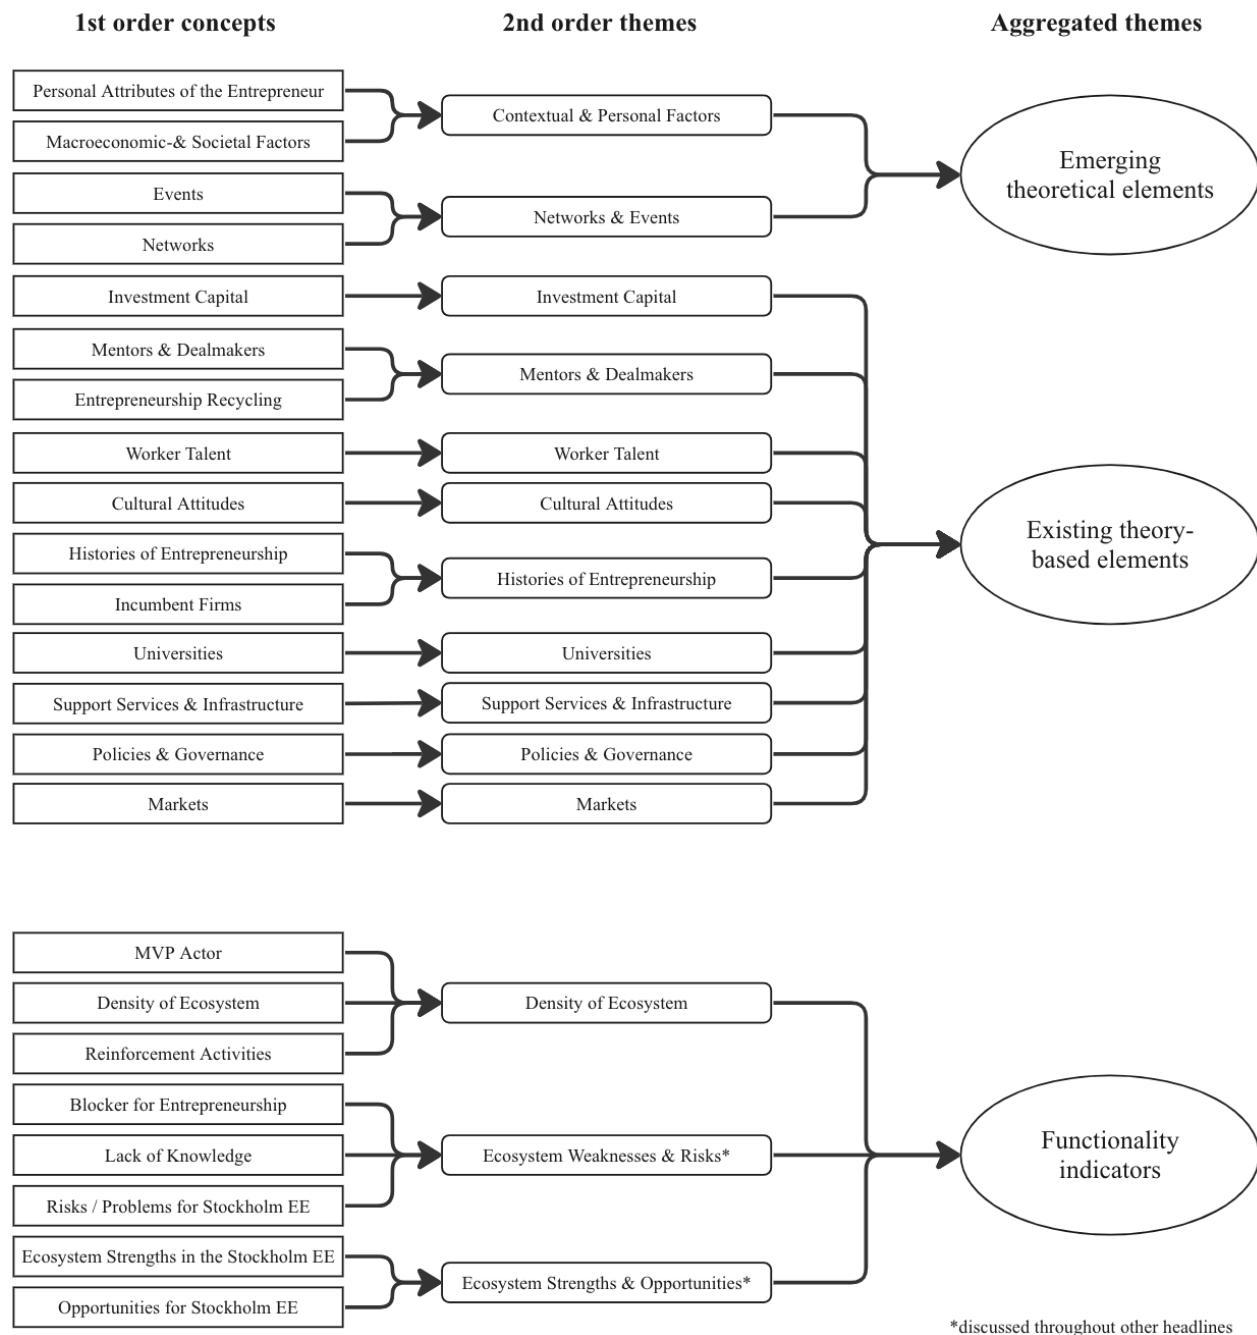 1st order concepts
2nd order themes
Aggregated themes
Personal Attributes of the Entrepreneur
Macroeconomic-& Societal Factors
Contextual & Personal Factors
Events
Networks
Networks & Events
Emerging
theoretical elements
Investment Capital
Investment Capital
Mentors & Dealmakers
Entrepreneurship Recycling
Mentors & Dealmakers
Worker Talent
Worker Talent
Cultural Attitudes
Cultural Attitudes
Histories of Entrepreneurship
Incumbent Firms
Histories of Entrepreneurship
Universities
Universities
Support Services & Infrastructure
Support Services & Infrastructure
Policies & Governance
Policies & Governance
Markets
Markets
Existing theory-
based elements
MVP Actor
Density of Ecosystem
Reinforcement Activities
Density of Ecosystem
Blocker for Entrepreneurship
Lack of Knowledge
Risks / Problems for Stockholm EE
Ecosystem Weaknesses & Risks*
Ecosystem Strengths in the Stockholm EE
Opportunities for Stockholm EE
Ecosystem Strengths & Opportunities*
Functionality
indicators
*discussed throughout other headlines